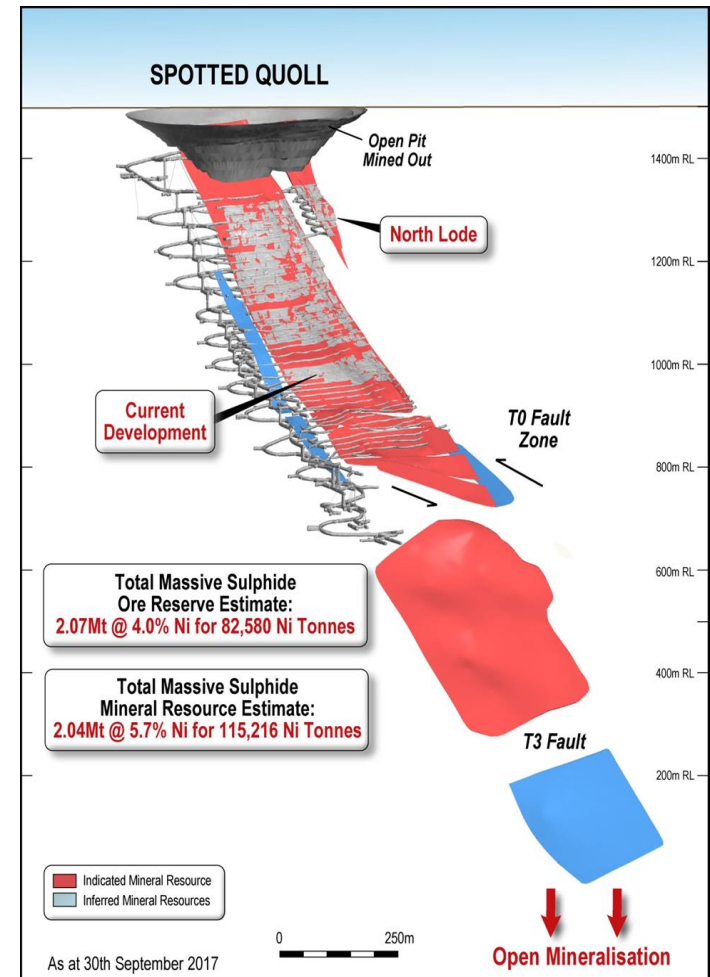 SPOTTED QUOLL
Open Pit
Mined Out
1400m RL
North Lode
1200m RL
1000m RL
Current
Development
T0 Fault
Zone
800m RL
Total Massive Sulphide
Ore Reserve Estimate:
2.07Mt @ 4.0% Ni for 82,580 Ni Tonnes
600m RL
Total Massive Sulphide
Mineral Resource Estimate:
2.04Mt @ 5.7% Ni for 115,216 Ni Tonnes
400m RL
T3 Fault
200m RL
Indicated Mineral Resource
Inferred Mineral Resources
0
250m
As at 30th September 2017
Open Mineralisation